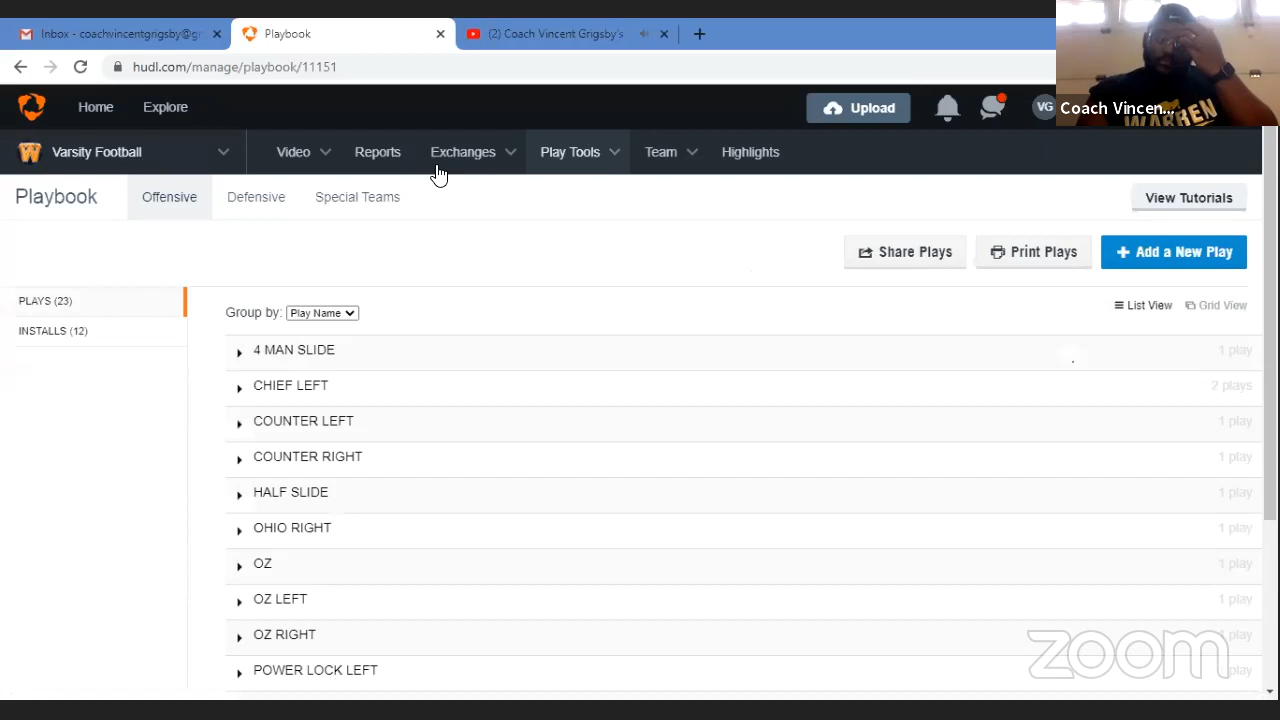 Inbox - coachvincentgrigsby@gr
Playbook
(2) Coach Vincent Grigsby's
hudl.com/manage/playbook/11151
Home
Explore
Upload
VG
Coach Vincen...
WARREN
W
Varsity Football
Video
Reports
Exchanges
Play Tools
Team
Highlights
Playbook
Offensive
Defensive
Special Teams
View Tutorials
Share Plays
Print Plays
+ Add a New Play
PLAYS (23)
INSTALLS (12)
Group by: Play Name
List View
Grid View
4 MAN SLIDE 1 play
CHIEF LEFT 2 plays
COUNTER LEFT 1 play
COUNTER RIGHT 1 play
HALF SLIDE 1 play
OHIO RIGHT 1 play
OZ 1 play
OZ LEFT 1 play
OZ RIGHT play
POWER LOCK LEFT play
zoom